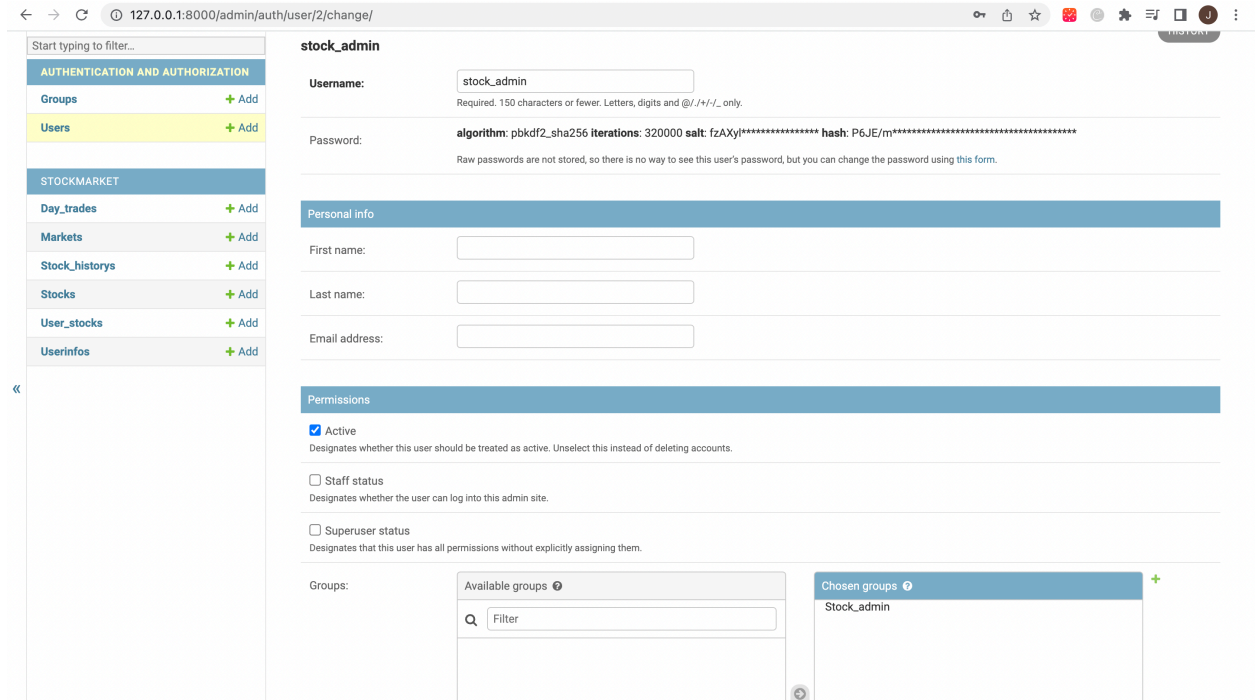 127.0.0.1:8000/admin/auth/user/2/change/
J
HISTORY
Start typing to filter...
AUTHENTICATION AND AUTHORIZATION
Groups + Add
Users + Add
STOCKMARKET
Day_trades + Add
Markets + Add
Stock_historys + Add
Stocks + Add
User_stocks + Add
Userinfos + Add
«
stock_admin
Username: stock_admin
Required. 150 characters or fewer. Letters, digits and @/./+/-/_ only.
Password: algorithm: pbkdf2_sha256 iterations: 320000 salt: fzAXyl**************** hash: P6JE/m**************************************
Raw passwords are not stored, so there is no way to see this user's password, but you can change the password using this form.
Personal info
First name:
Last name:
Email address:
Permissions
Active
Designates whether this user should be treated as active. Unselect this instead of deleting accounts.
Staff status
Designates whether the user can log into this admin site.
Superuser status
Designates that this user has all permissions without explicitly assigning them.
Groups: Available groups ? Chosen groups ? +
Filter Stock_admin